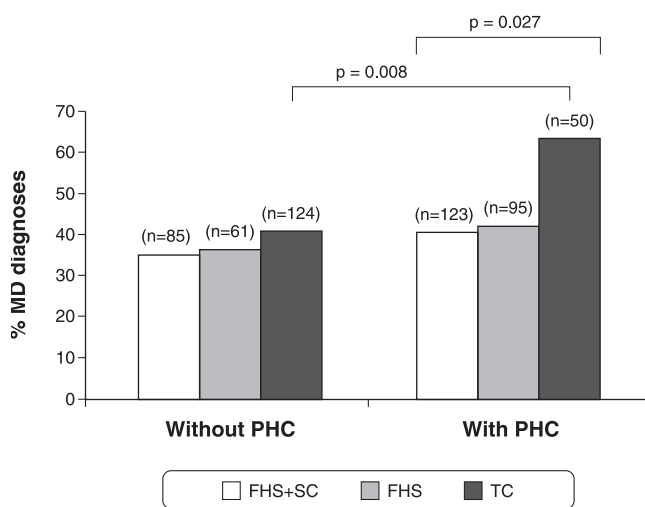 p = 0.027
p = 0.008
% MD diagnoses
70
60
50
40
30
20
10
0
(n=85)
(n=61)
(n=124)
(n=123)
(n=95)
(n=50)
Without PHC
With PHC
FHS+SC
FHS
TC